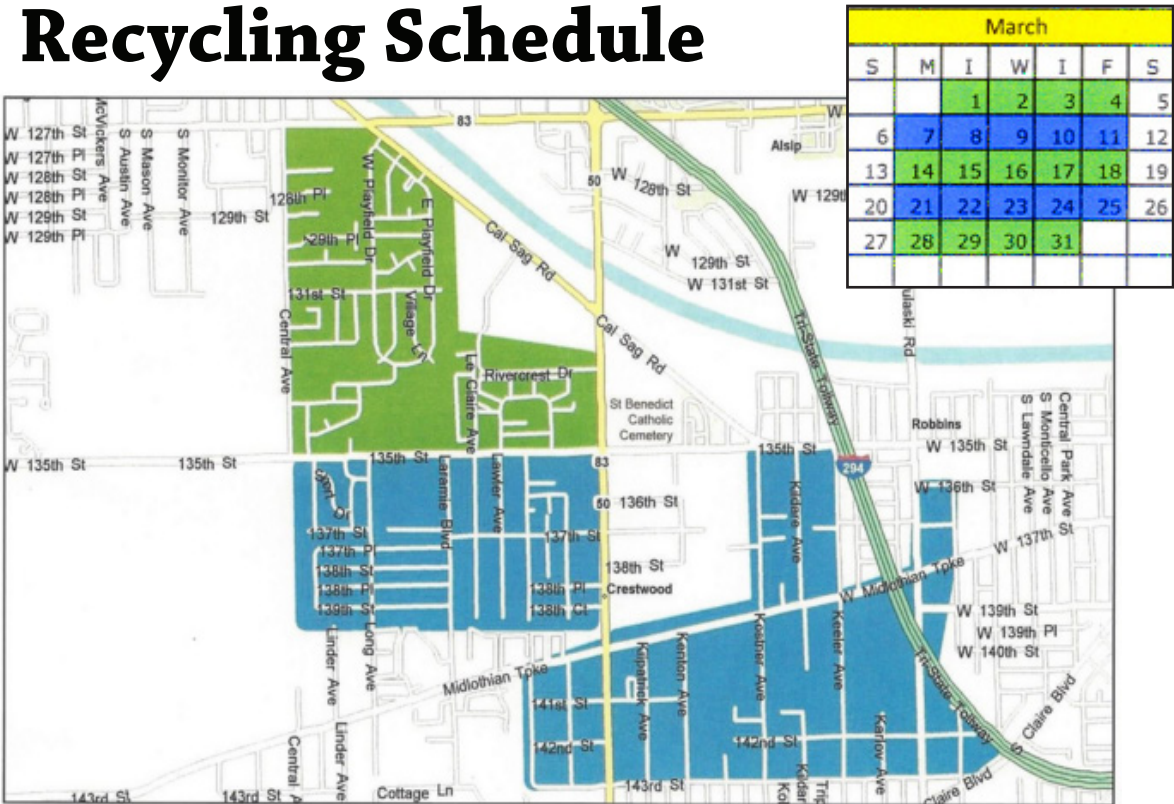 Recycling Schedule
March
S M I W I F S
1 2 3 4 5
6 7 8 9 10 11 12
13 14 15 16 17 18 19
20 21 22 23 24 25 26
27 28 29 30 31
W 127th St
W 127th Pl
W 128th St
W 128th Pl
W 129th St
W 129th Pl
McVickers Ave
S Austin Ave
S Mason Ave
S Monitor Ave
129th St
128th Pl
29th Pl
131st St
Central Ave
W Playfield Dr
E Playfield Dr
Village Ln
83
50
W 128th St
Alsip
W
W 129t
W
129th St
W 131st St
Cal Sag Rd
Cal Sag Rd
Tri-State Tollway
ulaski Rd
Le Claire Ave
Rivercrest Dr
St Benedict
Catholic
Cemetery
Robbins
W 135th St
S Lawndale Ave
S Monticello Ave
Central Park Ave
W 135th St
135th St
135th St
83
135th St
294
Dr
137th St
137th Pl
138th St
138th Pl
139th St
Laramie Blvd
Lawler Ave
50
136th St
137th St
138th St
138th Pl
138th Ct
Crestwood
Kildare Ave
W 136th St
W 137th St
W Midlothian Tpke
W 139th St
W 139th Pl
W 140th St
Linder Ave
Long Ave
Midlothian Tpke
Kilpatrick Ave
Kenton Ave
Kostner Ave
Keeler Ave
Tri-State Tollway
S Claire Blvd
141st St
142nd St
142nd St
Karlov Ave
Central A
Linder Ave
143rd St
143rd St
Cottage Ln
143rd St
Kildar
Ko
Trip
Claire Blvd